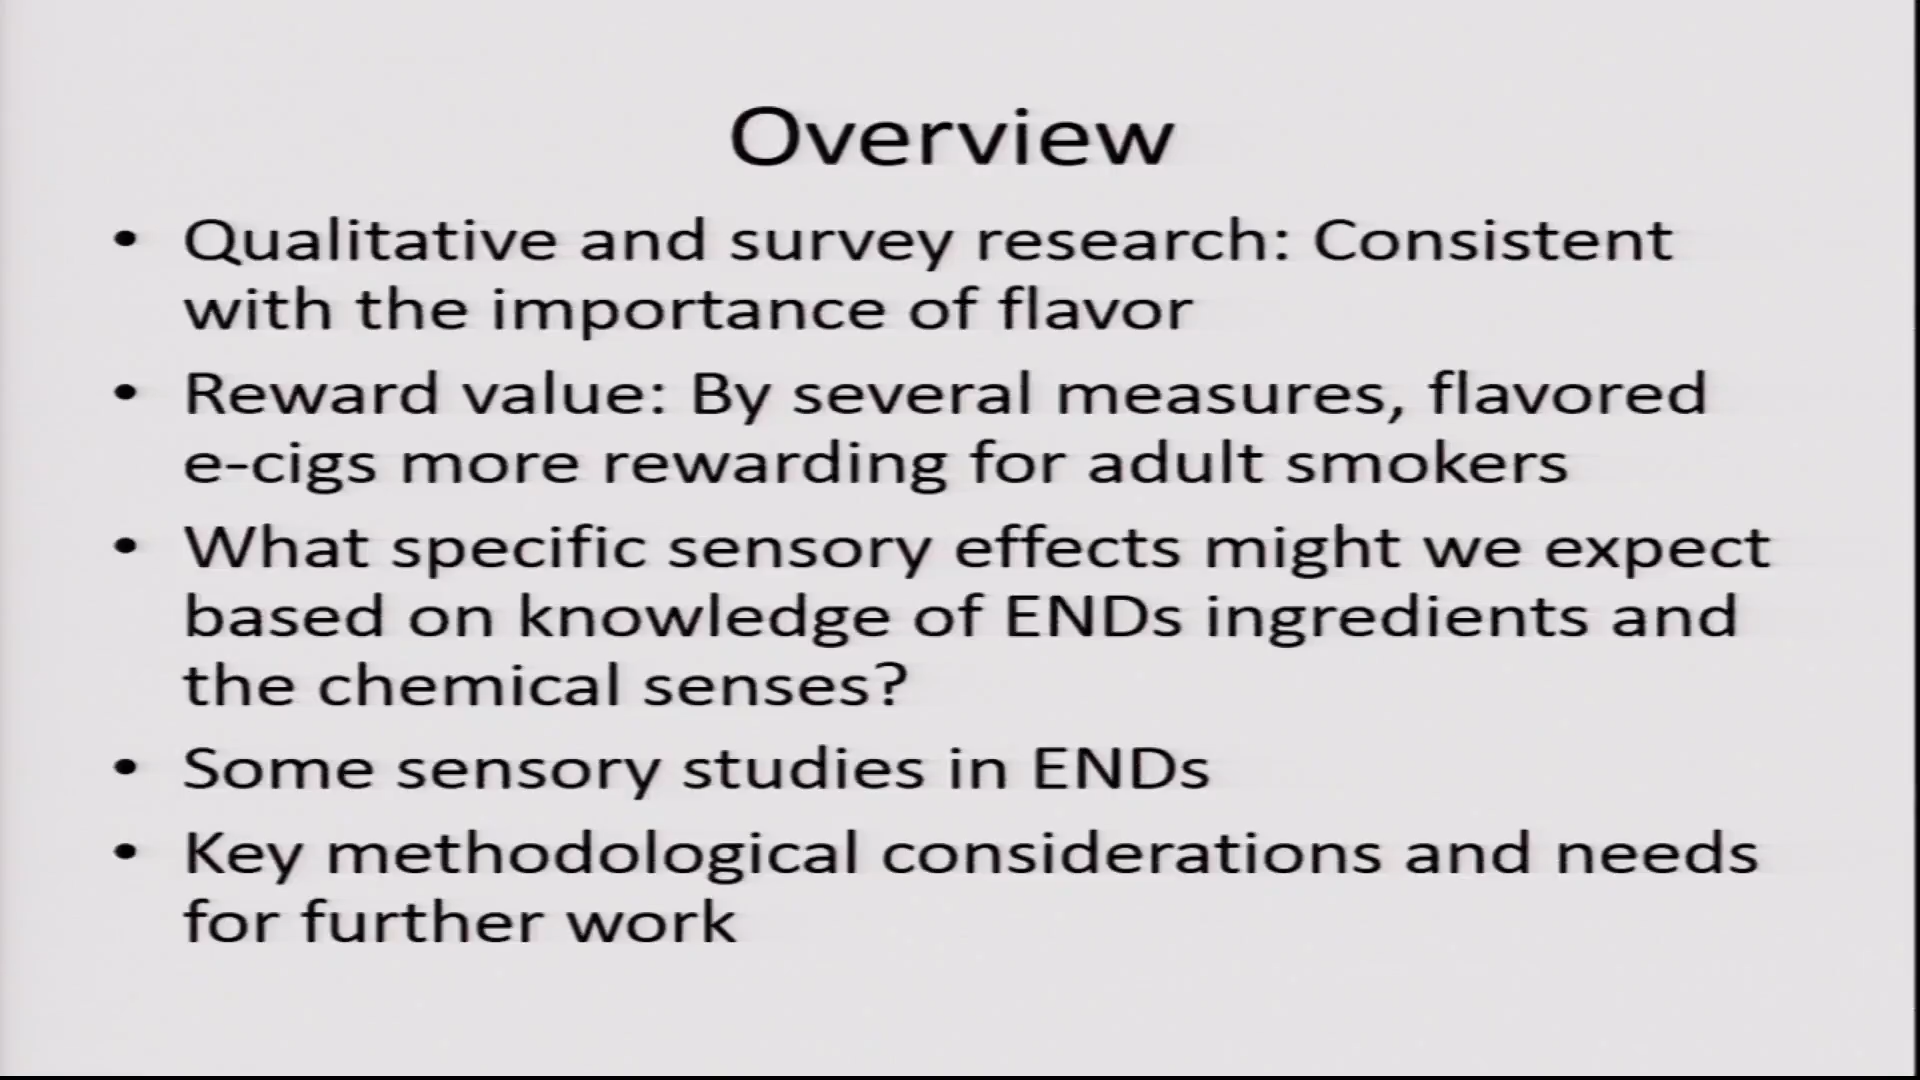 Overview
• Qualitative and survey research: Consistent
with the importance of flavor
• Reward value: By several measures, flavored
e-cigs more rewarding for adult smokers
• What specific sensory effects might we expect
based on knowledge of ENDs ingredients and
the chemical senses?
• Some sensory studies in ENDs
• Key methodological considerations and needs
for further work